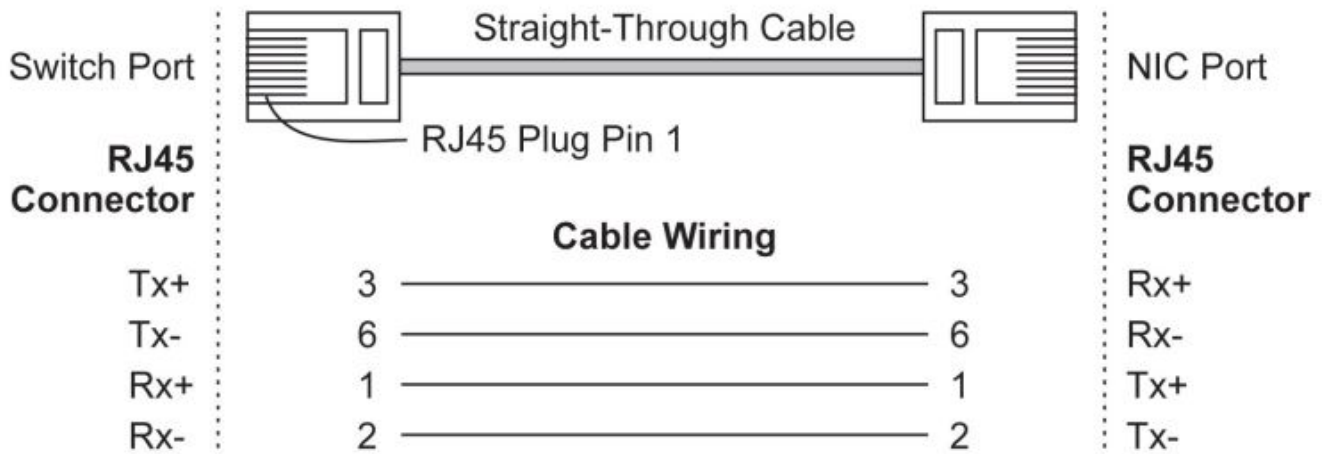 Straight-Through Cable
Switch Port
NIC Port
RJ45 Plug Pin 1
RJ45
Connector
RJ45
Connector
Cable Wiring
Tx+ 3 3 Rx+
Tx- 6 6 Rx-
Rx+ 1 1 Tx+
Rx- 2 2 Tx-